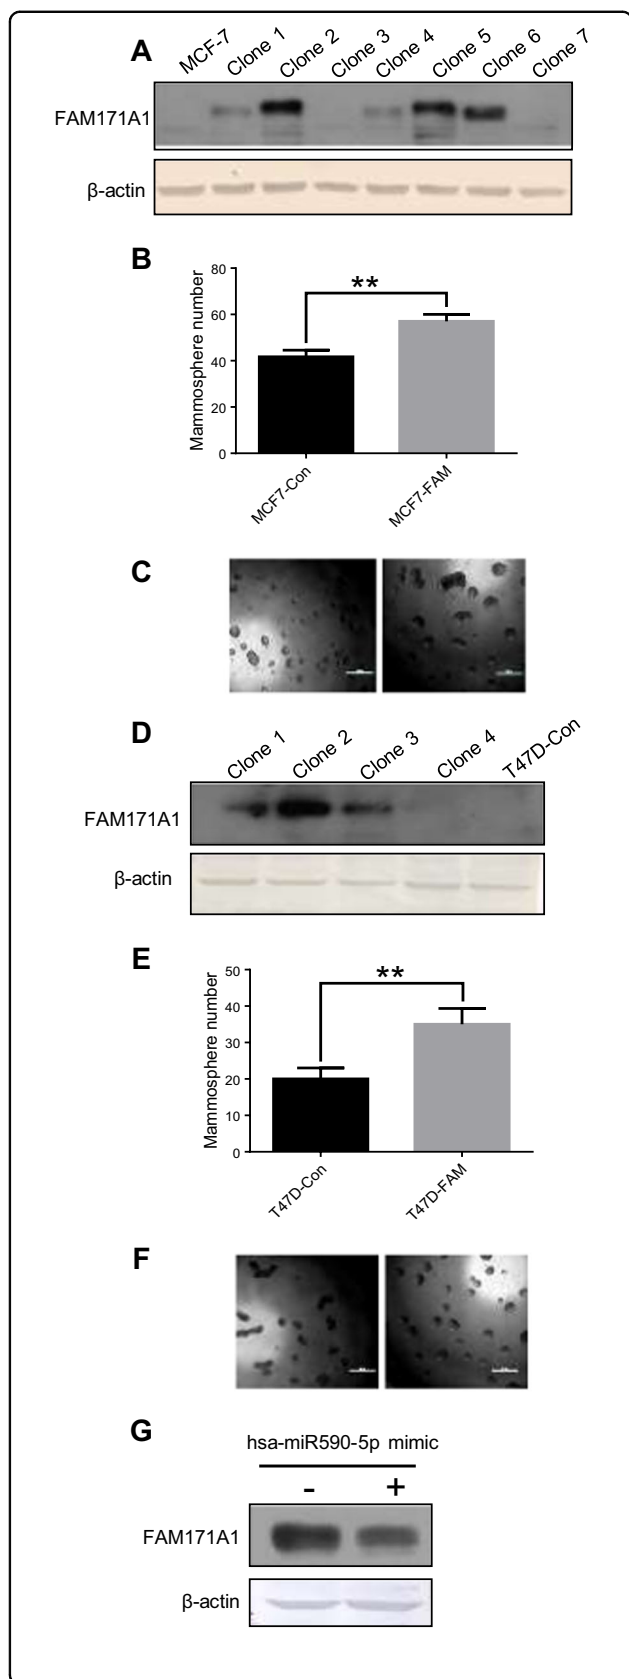 A
MCF-7 Clone 1 Clone 2 Clone 3 Clone 4 Clone 5 Clone 6 Clone 7
FAM171A1
β-actin
B
Mammosphere number
80
60
40
20
0
**
MCF7-Con MCF7-FAM
C
D
Clone 1 Clone 2 Clone 3 Clone 4 T47D-Con
FAM171A1
β-actin
E
Mammosphere number
50
40
30
20
10
0
**
T47D-Con T47D-FAM
F
G
hsa-miR590-5p mimic
- +
FAM171A1
β-actin